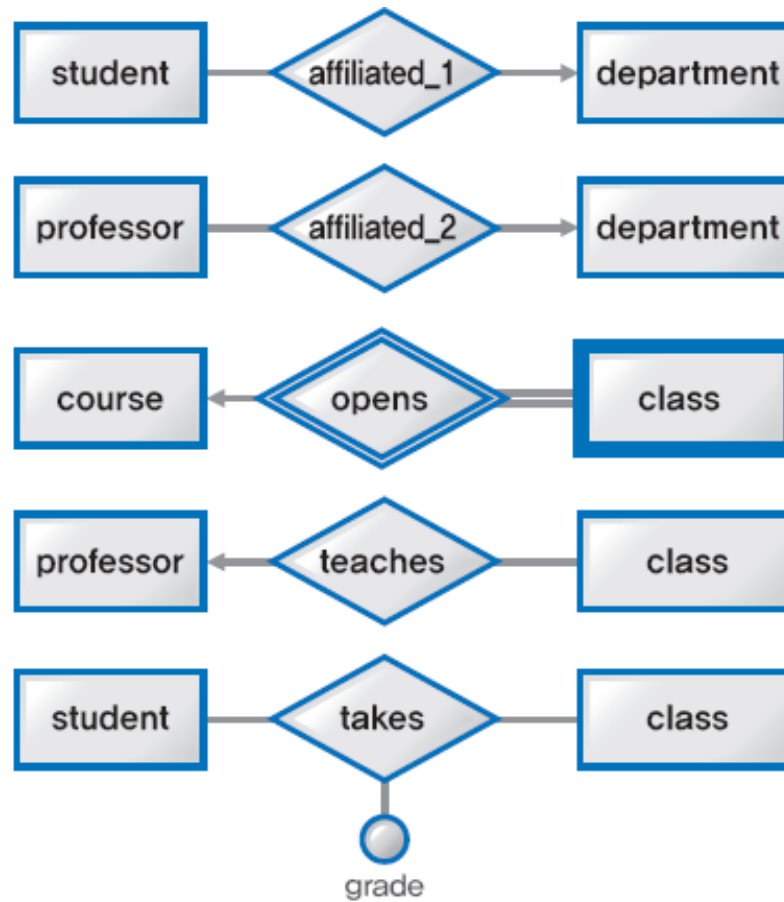 student affiliated_1 department
professor affiliated_2 department
course opens class
professor teaches class
student takes class
grade